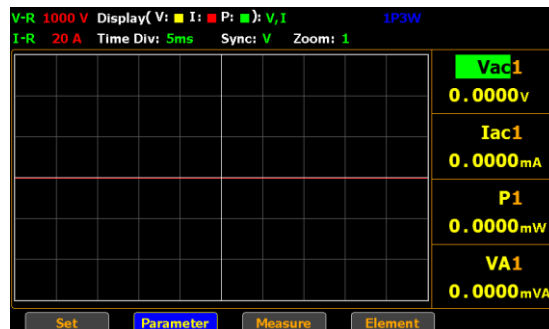 V-R 1000 V Display( V: I: P: ): V,I 1P3W
I-R 20 A Time Div: 5ms Sync: V Zoom: 1
Vac1
0.0000V
Iac1
0.0000mA
P1
0.0000mW
VA1
0.0000mVA
Set Parameter Measure Element